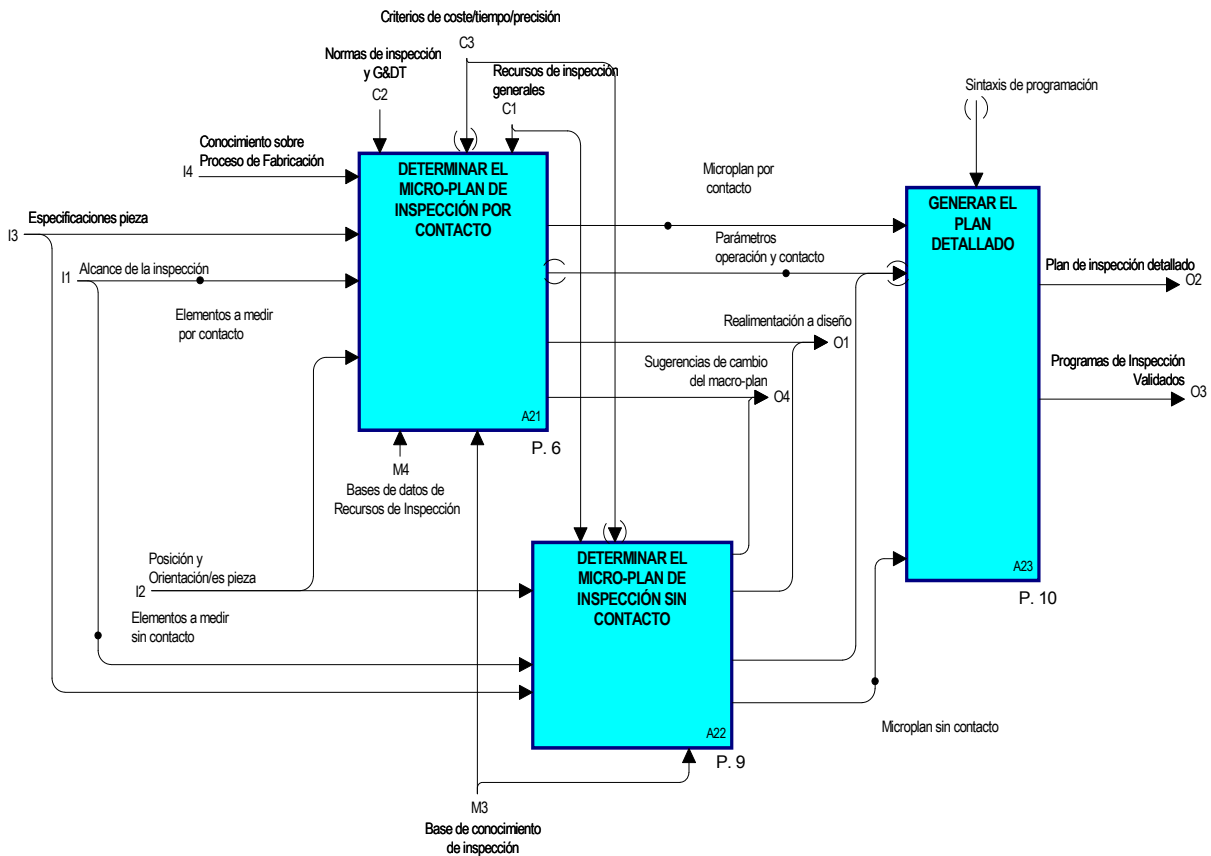 Criterios de coste/tiempo/precisión
C3
Normas de inspección
y G&DT
C2
Recursos de inspección
generales
C1
Sintaxis de programación
Conocimiento sobre
Proceso de Fabricación
I4
DETERMINAR EL
MICRO-PLAN DE
INSPECCIÓN POR
CONTACTO
A21
P. 6
Microplan por
contacto
GENERAR EL
PLAN
DETALLADO
A23
P. 10
Especificaciones pieza
I3
Alcance de la inspección
I1
Elementos a medir
por contacto
Parámetros
operación y contacto
Plan de inspección detallado
O2
Realimentación a diseño
O1
Sugerencias de cambio
del macro-plan
O4
Programas de Inspección
Validados
O3
M4
Bases de datos de
Recursos de Inspección
Posición y
Orientación/es pieza
I2
Elementos a medir
sin contacto
DETERMINAR EL
MICRO-PLAN DE
INSPECCIÓN SIN
CONTACTO
A22
P. 9
Microplan sin contacto
M3
Base de conocimiento
de inspección